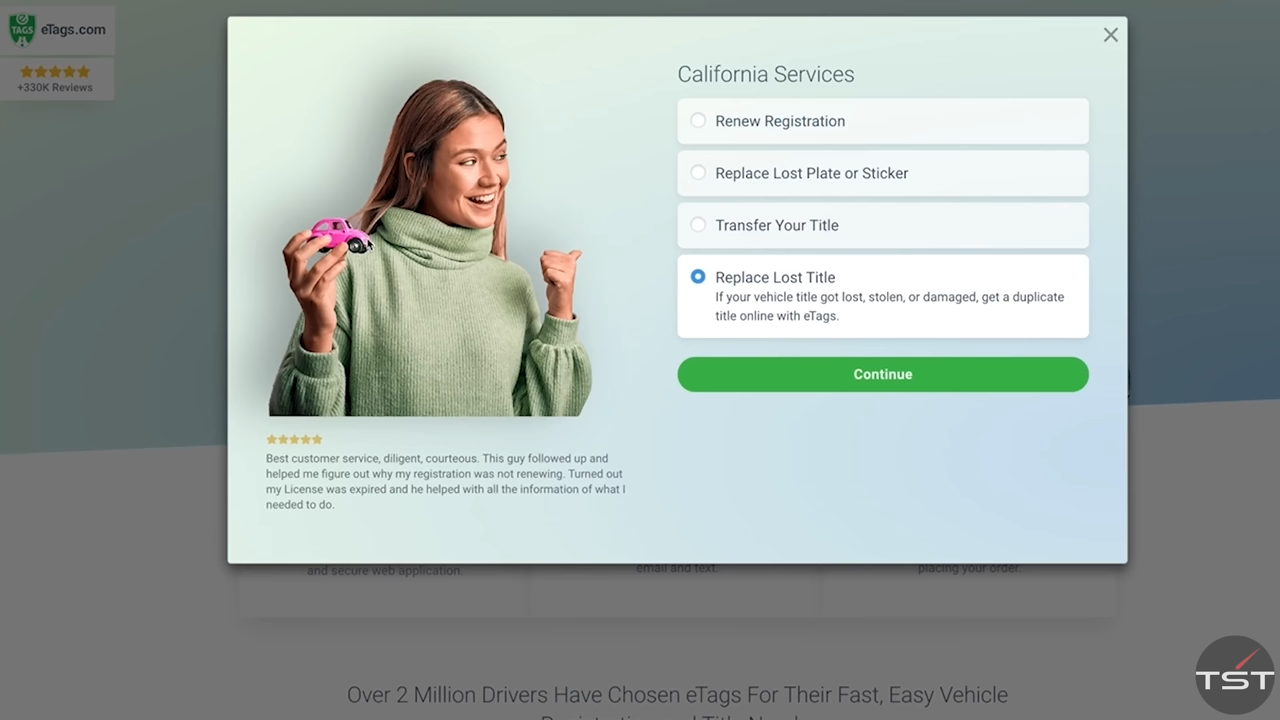 TAGS
eTags.com
+330K Reviews
California Services
Renew Registration
Replace Lost Plate or Sticker
Transfer Your Title
Replace Lost Title
If your vehicle title got lost, stolen, or damaged, get a duplicate
title online with eTags.
Continue
Best customer service, diligent, courteous. This guy followed up and
helped me figure out why my registration was not renewing. Turned out
my License was expired and he helped with all the information of what I
needed to do.
and secure web application.
email and text.
placing your order.
Over 2 Million Drivers Have Chosen eTags For Their Fast, Easy Vehicle
TST